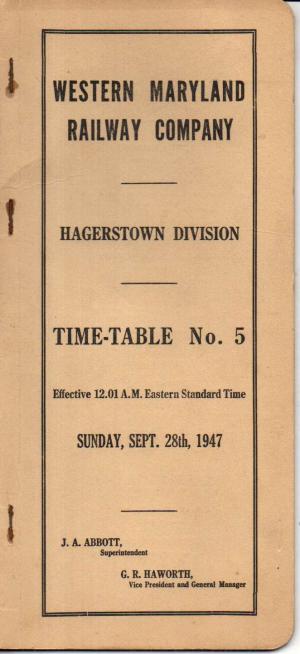 WESTERN MARYLAND
RAILWAY COMPANY
HAGERSTOWN DIVISION
TIME-TABLE No. 5
Effective 12.01 A.M. Eastern Standard Time
SUNDAY, SEPT. 28th, 1947
J. A. ABBOTT,
Superintendent
G. R. HAWORTH,
Vice President and General Manager